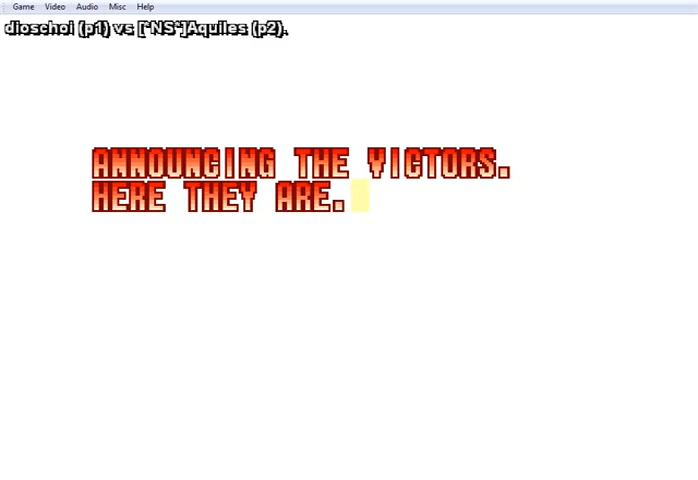 Game Video Audio Misc Help
dioschoi (p1) vs [*NS*]Aquiles (p2).
ANNOUNCING THE VICTORS.
HERE THEY ARE.